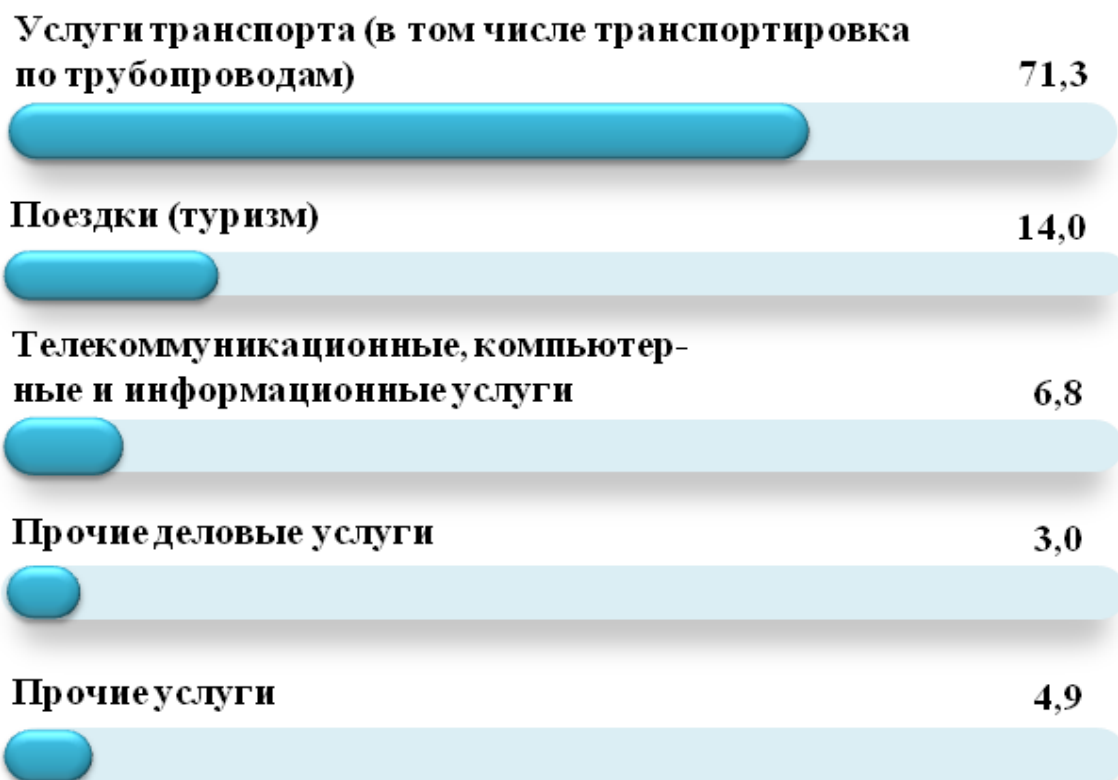 Услуги транспорта (в том числе транспортировка
по трубопроводам)
71,3
Поездки (туризм)
14,0
Телекоммуникационные, компьютер-
ные и информационные услуги
6,8
Прочие деловые услуги
3,0
Прочие услуги
4,9